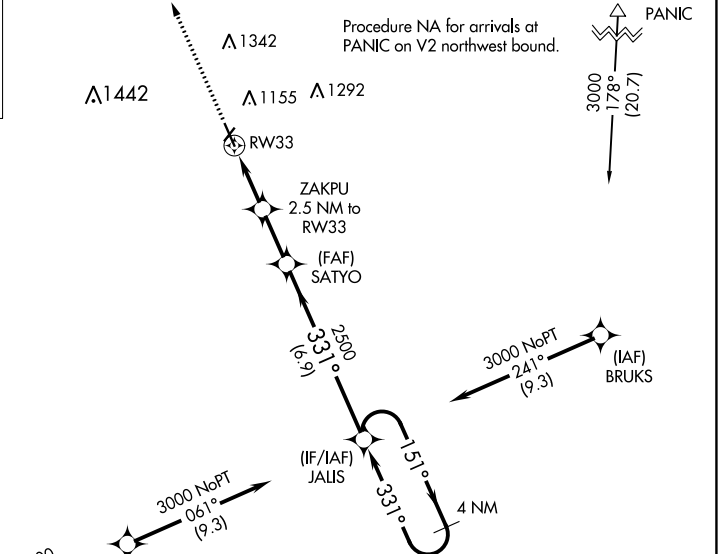 Procedure NA for arrivals at
PANIC on V2 northwest bound.
PANIC
3000
178°
(20.7)
1342
1442
1155
1292
RW33
ZAKPU
2.5 NM to
RW33
(FAF)
SATYO
2500
331°
(6.9)
3000 NoPT
241°
(9.3)
(IAF)
BRUKS
(IF/IAF)
JALIS
151°
331°
4 NM
3000 NoPT
061°
(9.3)